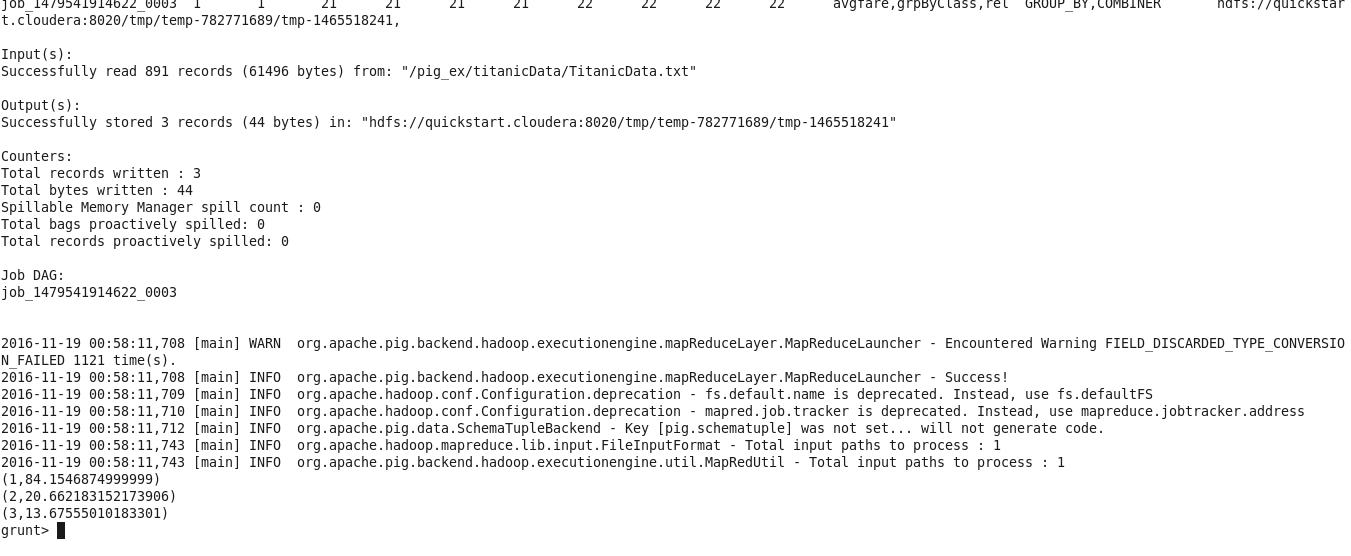 job_1479541914622_0003  1       1       21      21      21      21      22      22      22      22      avgfare,grpByClass,rel  GROUP_BY,COMBINER       hdfs://quickstar
t.cloudera:8020/tmp/temp-782771689/tmp-1465518241,
Input(s):
Successfully read 891 records (61496 bytes) from: "/pig_ex/titanicData/TitanicData.txt"
Output(s):
Successfully stored 3 records (44 bytes) in: "hdfs://quickstart.cloudera:8020/tmp/temp-782771689/tmp-1465518241"
Counters:
Total records written : 3
Total bytes written : 44
Spillable Memory Manager spill count : 0
Total bags proactively spilled: 0
Total records proactively spilled: 0
Job DAG:
job_1479541914622_0003
2016-11-19 00:58:11,708 [main] WARN  org.apache.pig.backend.hadoop.executionengine.mapReduceLayer.MapReduceLauncher - Encountered Warning FIELD_DISCARDED_TYPE_CONVERSIO
N_FAILED 1121 time(s).
2016-11-19 00:58:11,708 [main] INFO  org.apache.pig.backend.hadoop.executionengine.mapReduceLayer.MapReduceLauncher - Success!
2016-11-19 00:58:11,709 [main] INFO  org.apache.hadoop.conf.Configuration.deprecation - fs.default.name is deprecated. Instead, use fs.defaultFS
2016-11-19 00:58:11,710 [main] INFO  org.apache.hadoop.conf.Configuration.deprecation - mapred.job.tracker is deprecated. Instead, use mapreduce.jobtracker.address
2016-11-19 00:58:11,712 [main] INFO  org.apache.pig.data.SchemaTupleBackend - Key [pig.schematuple] was not set... will not generate code.
2016-11-19 00:58:11,743 [main] INFO  org.apache.hadoop.mapreduce.lib.input.FileInputFormat - Total input paths to process : 1
2016-11-19 00:58:11,743 [main] INFO  org.apache.pig.backend.hadoop.executionengine.util.MapRedUtil - Total input paths to process : 1
(1,84.1546874999999)
(2,20.662183152173906)
(3,13.67555010183301)
grunt>